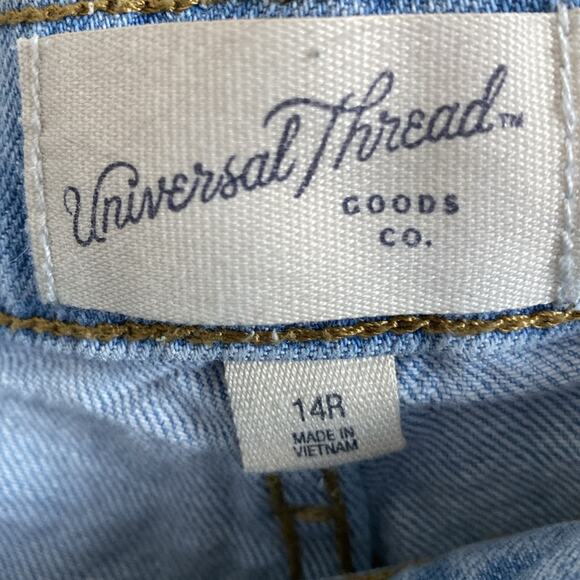 Universal Thread™
GOODS
CO.
14R
MADE IN
VIETNAM